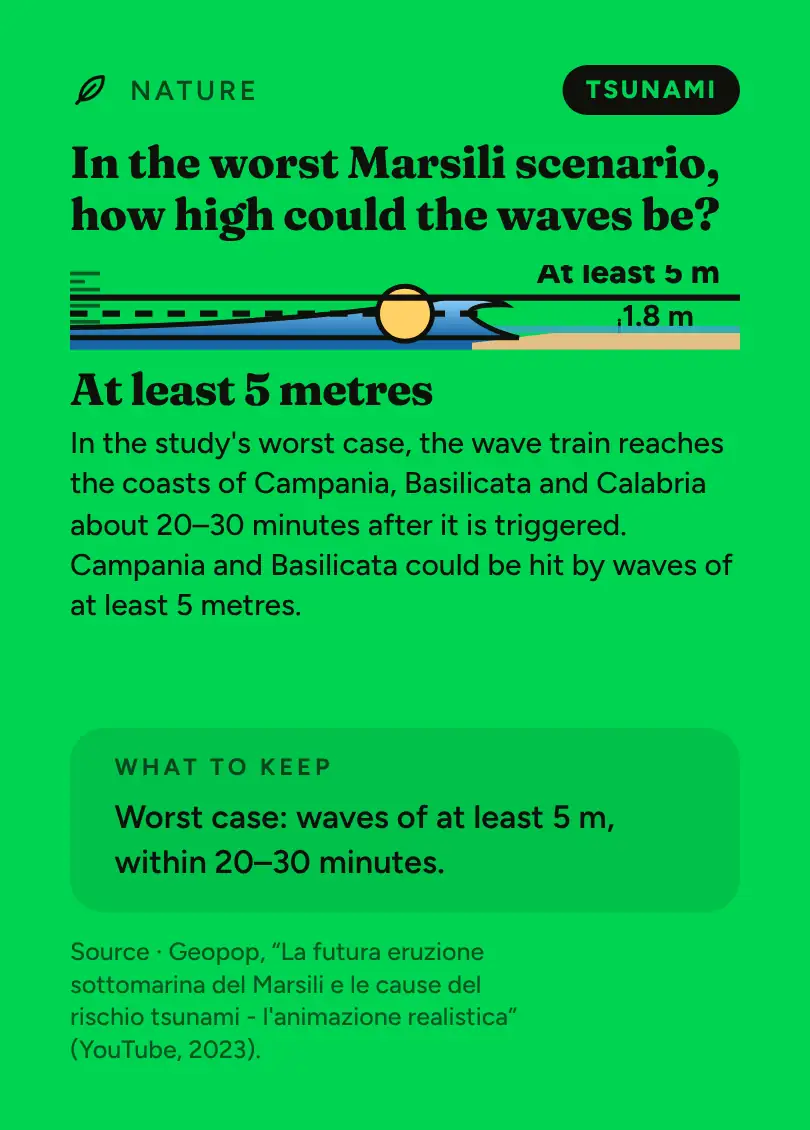 NATURE
TSUNAMI
In the worst Marsili scenario,
how high could the waves be?
At least 5 m
1.8 m
At least 5 metres
In the study's worst case, the wave train reaches
the coasts of Campania, Basilicata and Calabria
about 20–30 minutes after it is triggered.
Campania and Basilicata could be hit by waves of
at least 5 metres.
WHAT TO KEEP
Worst case: waves of at least 5 m,
within 20–30 minutes.
Source · Geopop, “La futura eruzione
sottomarina del Marsili e le cause del
rischio tsunami - l'animazione realistica”
(YouTube, 2023).